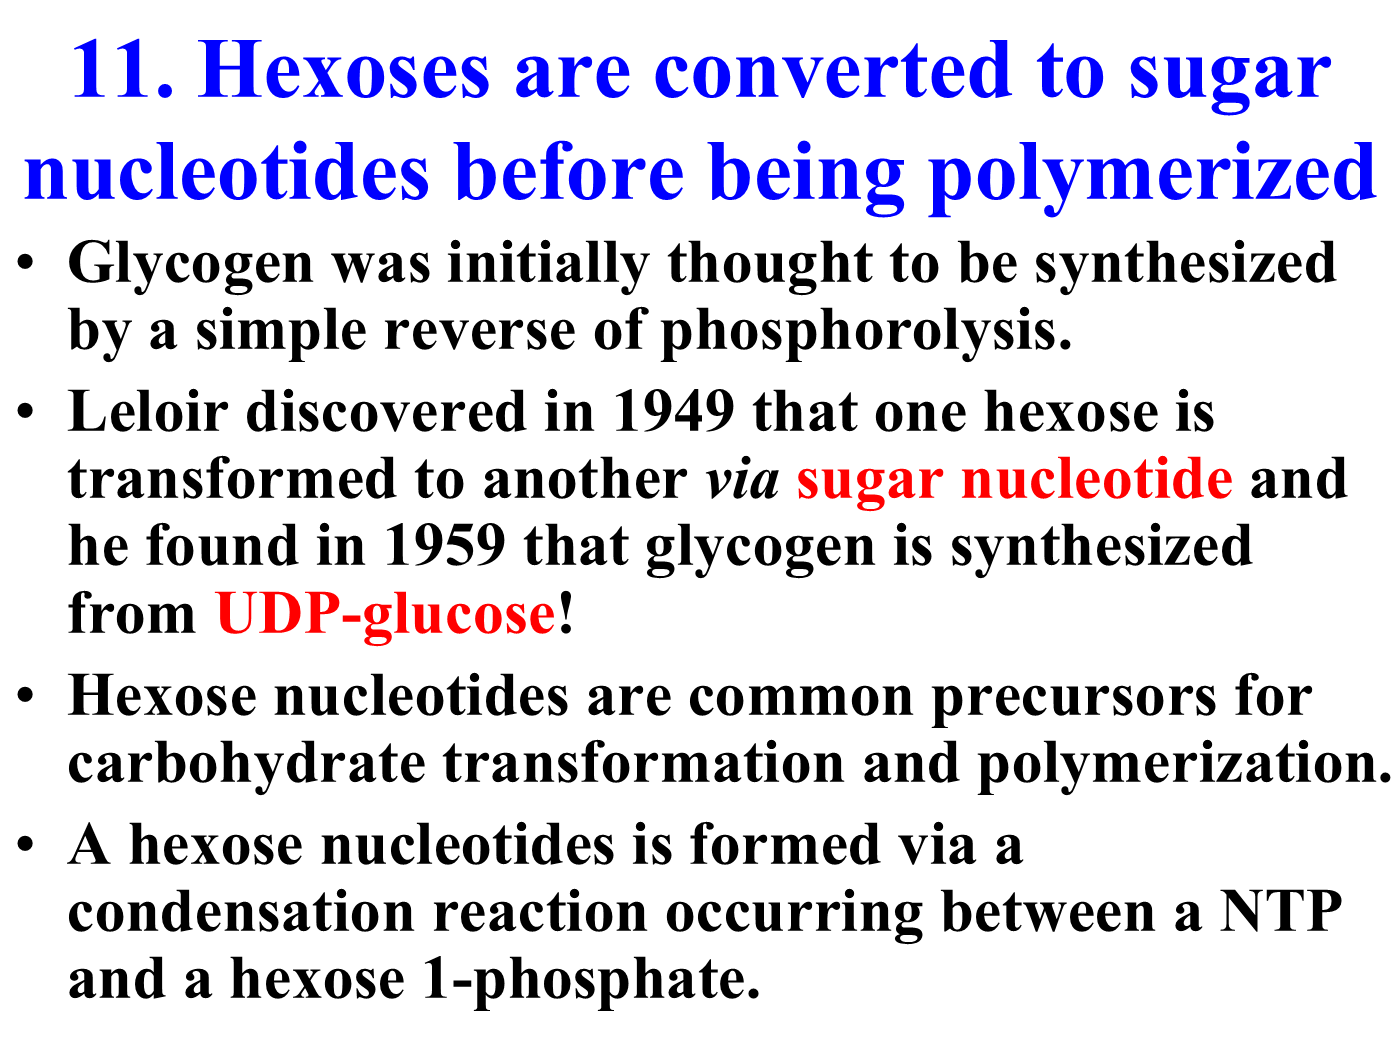 11. Hexoses are converted to sugar
nucleotides before being polymerized
• Glycogen was initially thought to be synthesized
by a simple reverse of phosphorolysis.
• Leloir discovered in 1949 that one hexose is
transformed to another via sugar nucleotide and
he found in 1959 that glycogen is synthesized
from UDP-glucose!
• Hexose nucleotides are common precursors for
carbohydrate transformation and polymerization.
• A hexose nucleotides is formed via a
condensation reaction occurring between a NTP
and a hexose 1-phosphate.